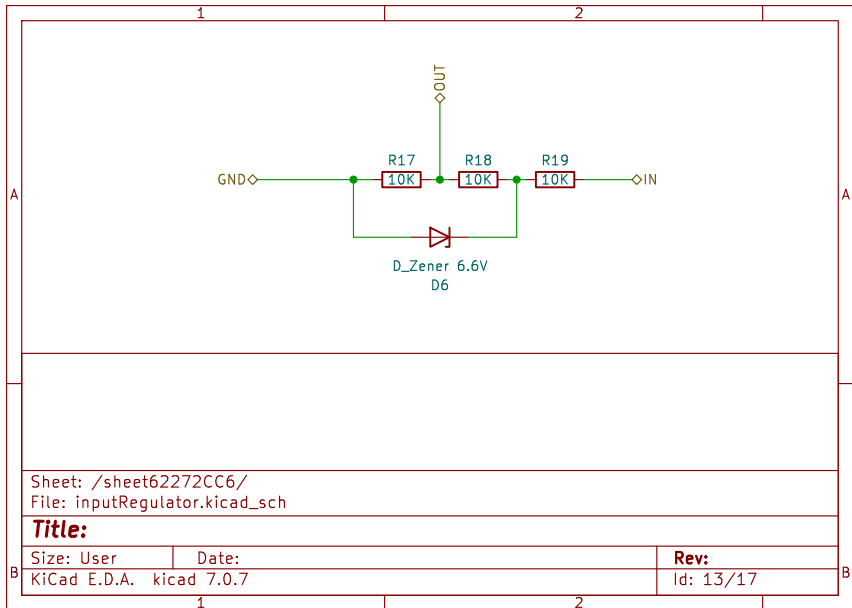 1 2
OUT
R17 R18 R19
GND 10K 10K 10K IN
A A
D_Zener 6.6V
D6
Sheet: /sheet62272CC6/
File: inputRegulator.kicad_sch
Title:
Size: User Date: Rev:
B B
KiCad E.D.A. kicad 7.0.7 Id: 13/17
1 2